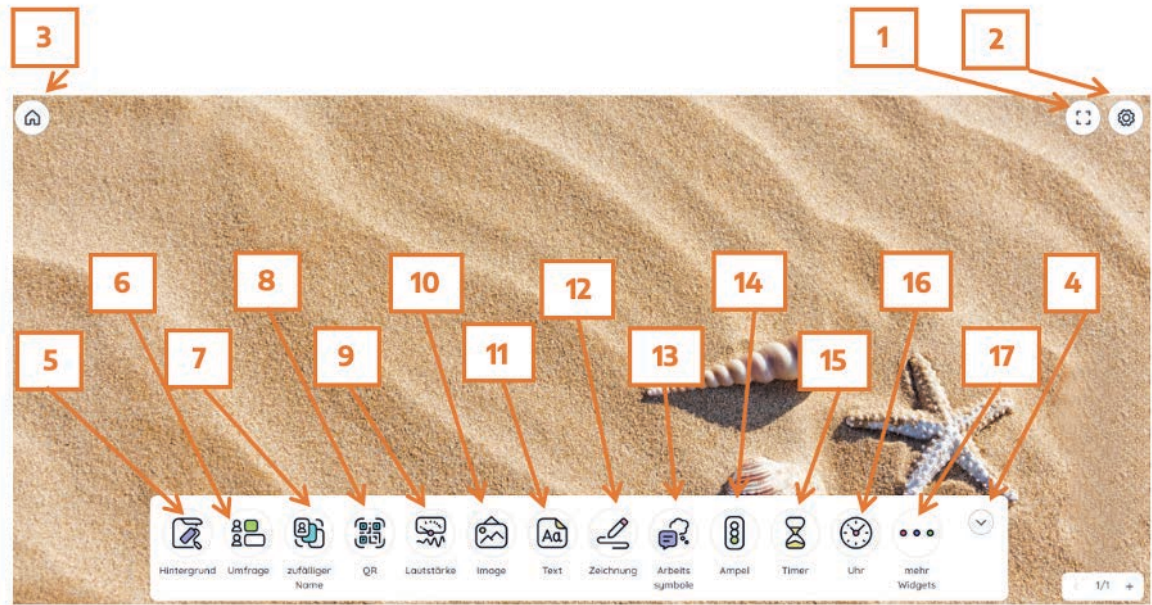 3
1
2
6
8
10
12
14
16
4
5
7
9
11
13
15
17
Hintergrund
Umfrage
zufälliger
Name
QR
Lautstärke
Image
Text
Zeichnung
Arbeits
symbole
Ampel
Timer
Uhr
mehr
Widgets
Aa
1/1 +